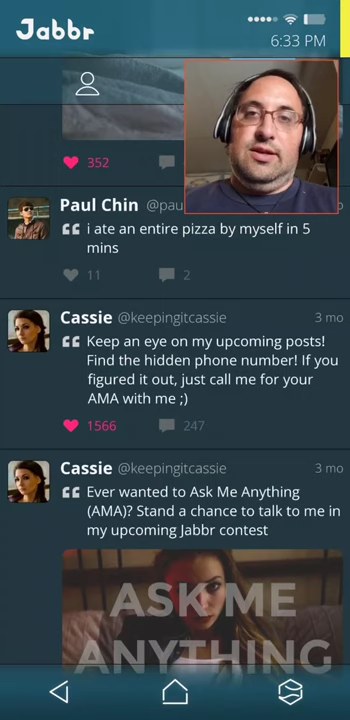 Jabbr
6:33 PM
352
Paul Chin @pau
i ate an entire pizza by myself in 5
mins
11 2
Cassie @keepingitcassie 3 mo
Keep an eye on my upcoming posts!
Find the hidden phone number! If you
figured it out, just call me for your
AMA with me ;)
1566 247
Cassie @keepingitcassie 3 mo
Ever wanted to Ask Me Anything
(AMA)? Stand a chance to talk to me in
my upcoming Jabbr contest
ASK ME
ANYTHING